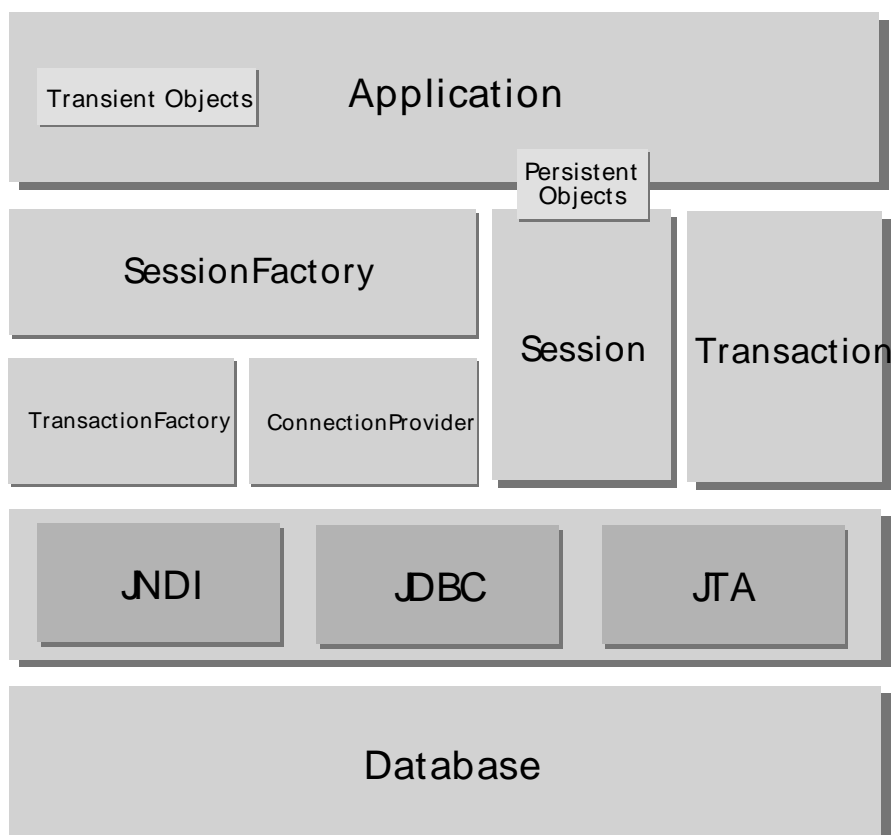 Transient Objects
Application
Persistent
Objects
SessionFactory
Session
Transaction
TransactionFactory
ConnectionProvider
JNDI
JDBC
JTA
Database